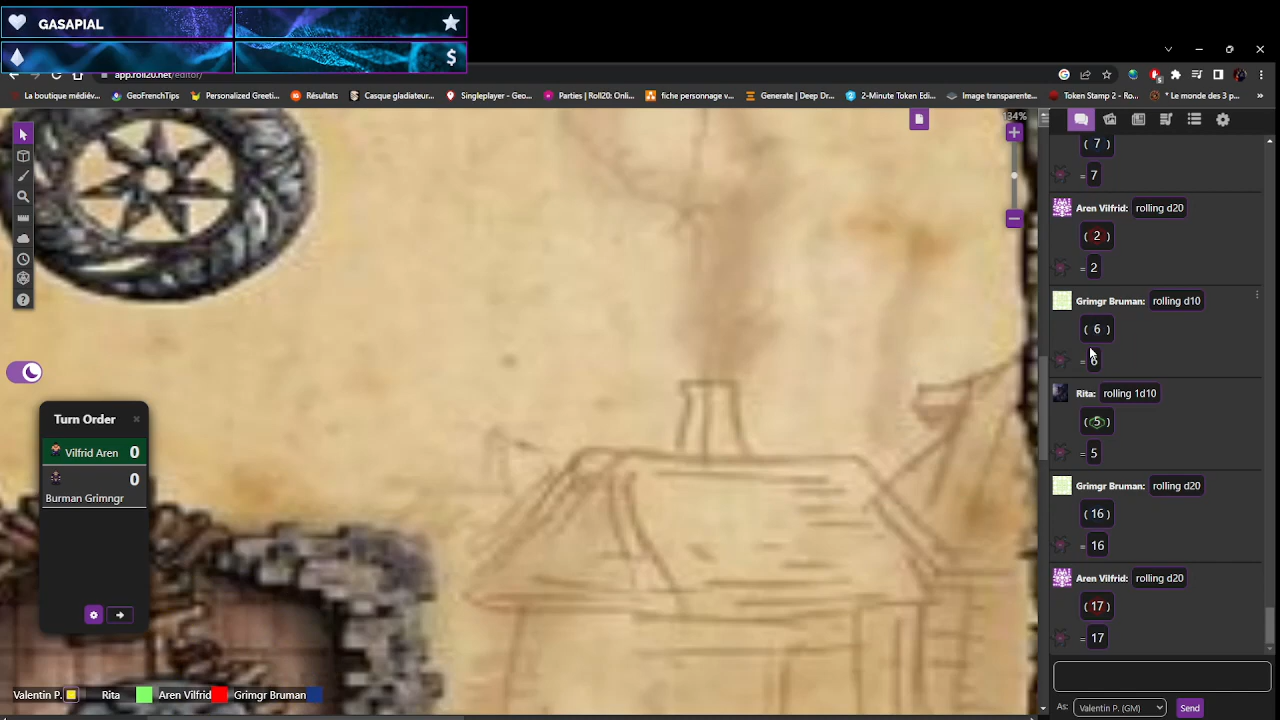 GASAPIAL
$
app.roll20.net/editor/
La boutique médiév...
GeoFrenchTips
Personalized Greeti...
Résultats
Casque gladiateur...
Singleplayer - Geo...
Parties | Roll20: Onli...
fiche personnage v...
Generate | Deep Dr...
2-Minute Token Edi...
Image transparente...
Token Stamp 2 - Ro...
* Le monde des 3 p...
»
134%
( 7 )
= 7
Aren Vilfrid: rolling d20
( 2 )
= 2
Grimgr Bruman: rolling d10
( 6 )
= 6
Rita: rolling 1d10
( 5 )
= 5
Grimgr Bruman: rolling d20
( 16 )
= 16
Aren Vilfrid: rolling d20
( 17 )
= 17
Turn Order
Vilfrid Aren 0
0
Burman Grimngr
Valentin P. Rita Aren Vilfrid Grimgr Bruman
As: Valentin P. (GM) Send